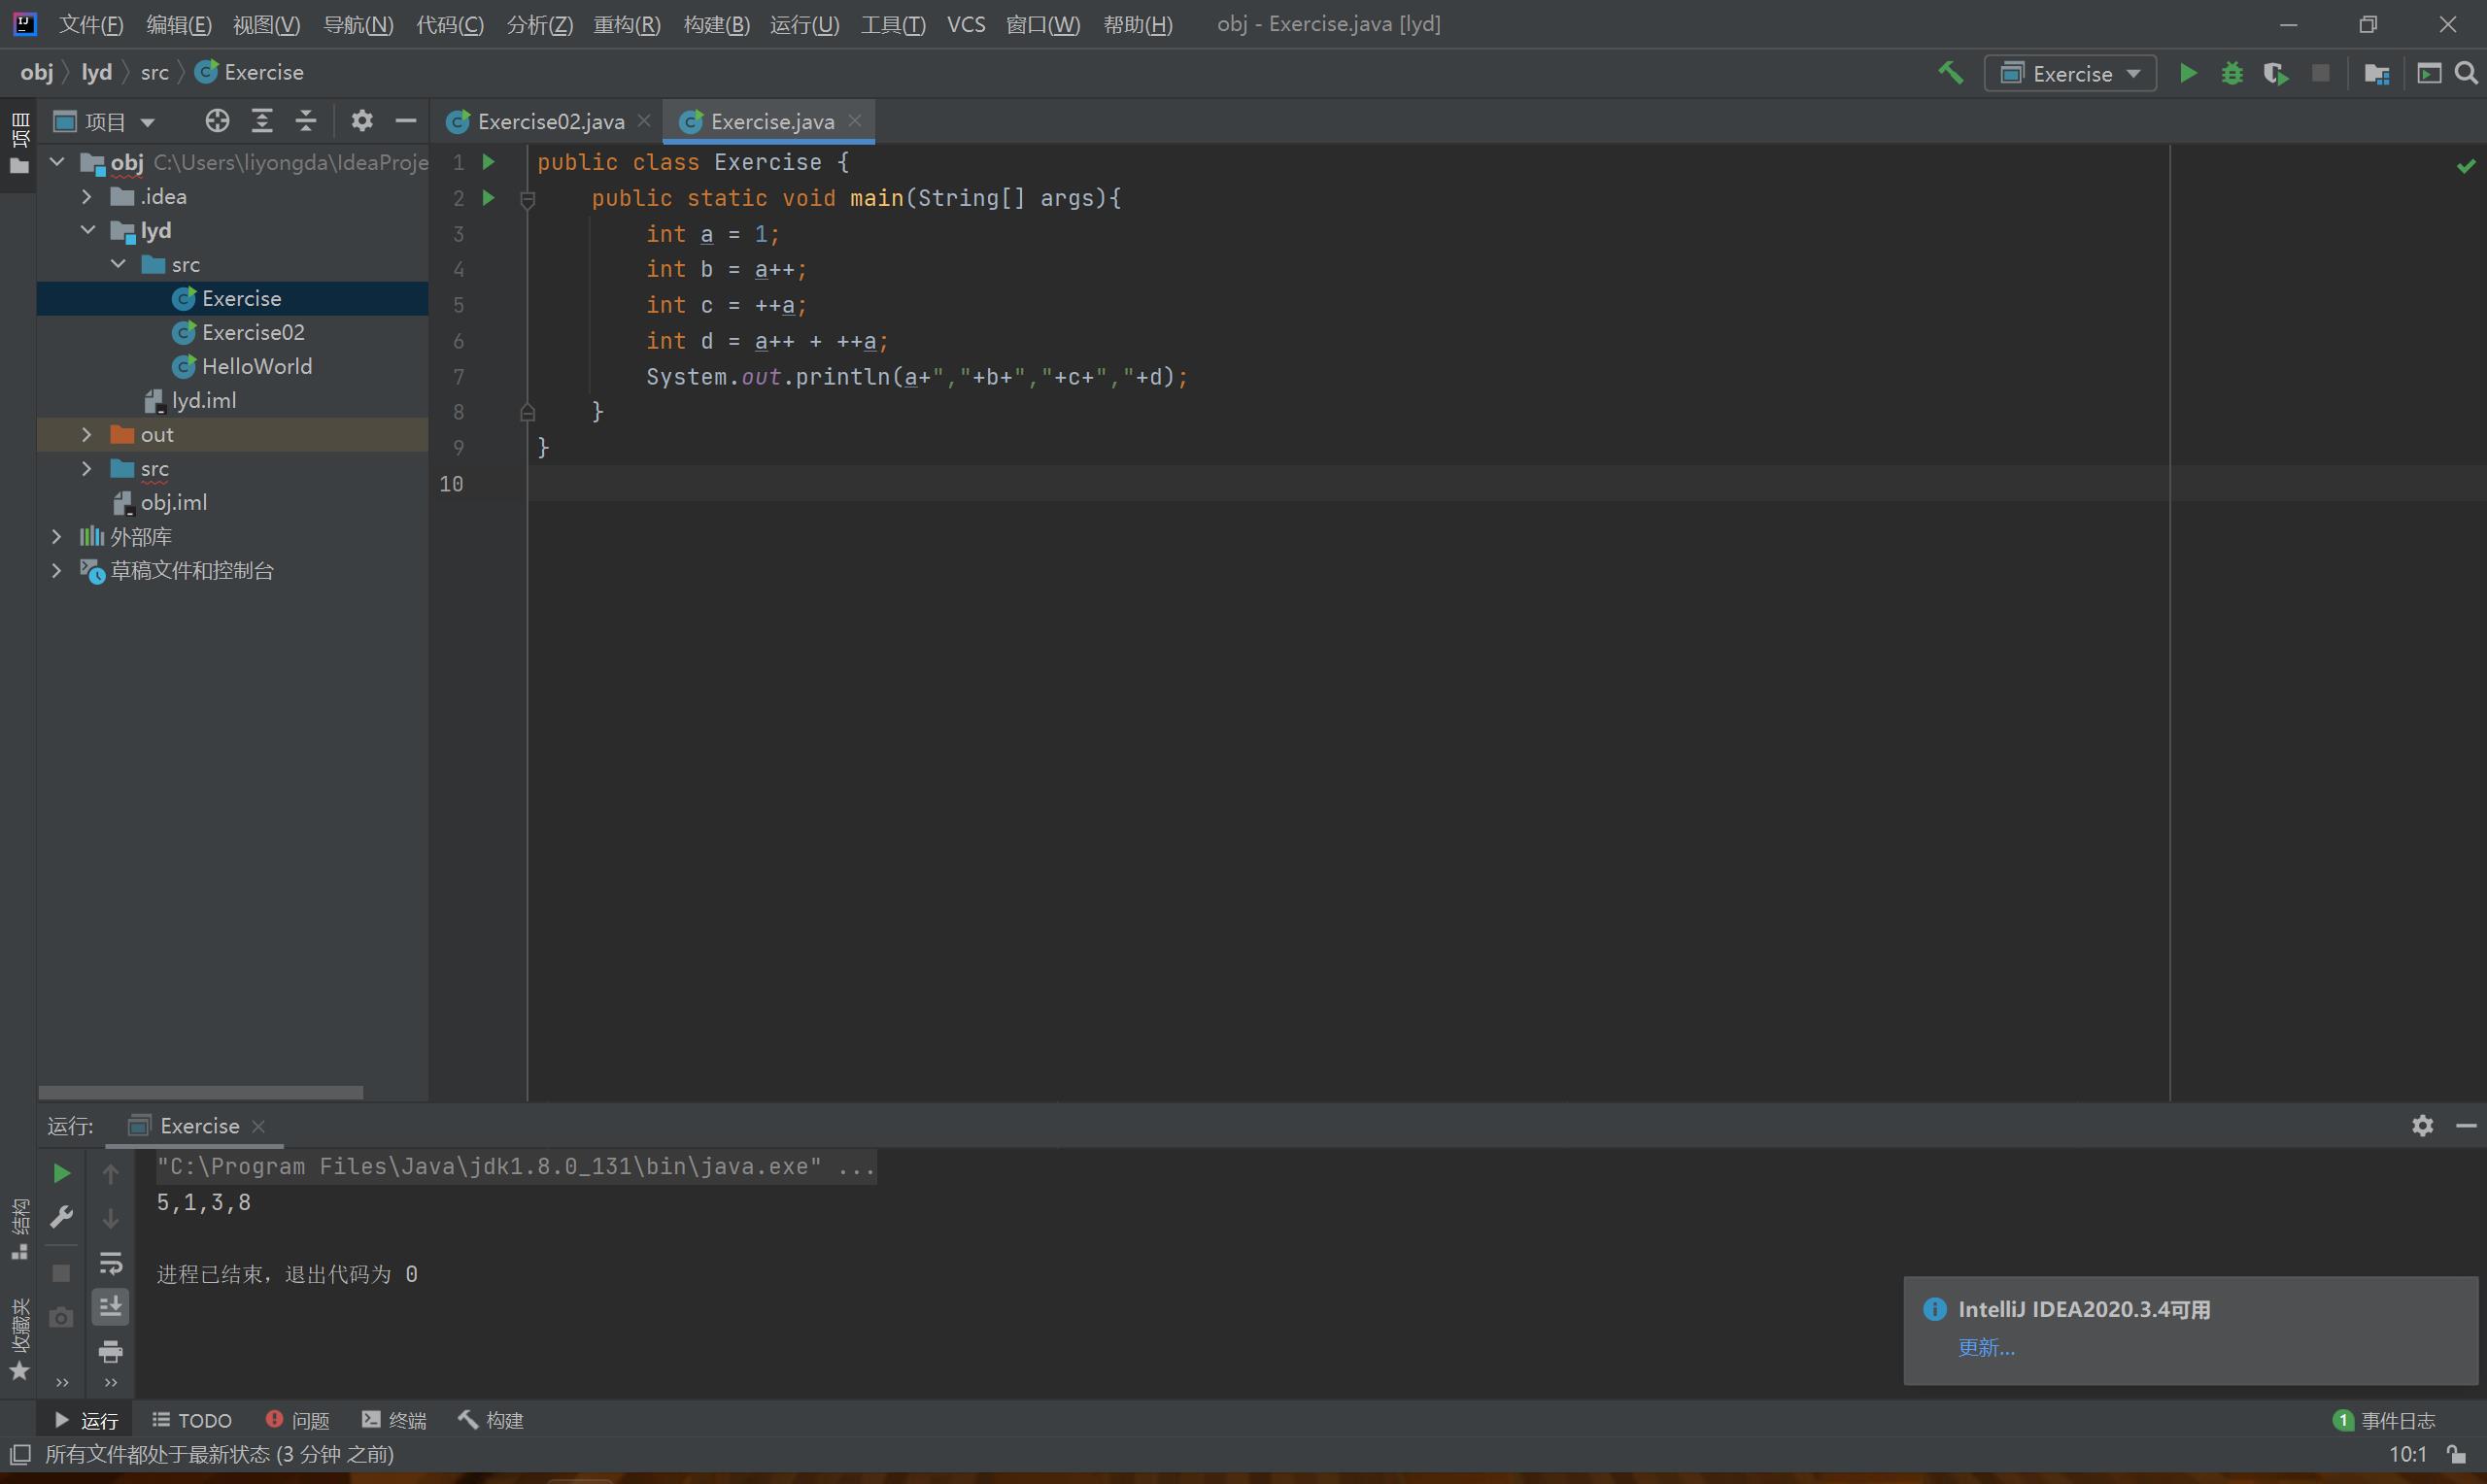 文件(F) 编辑(E) 视图(V) 导航(N) 代码(C) 分析(Z) 重构(R) 构建(B) 运行(U) 工具(T) VCS 窗口(W) 帮助(H) obj - Exercise.java [lyd]
obj lyd src Exercise
Exercise
项目
项目
Exercise02.java Exercise.java
obj C:\Users\liyongda\IdeaProje
.idea
lyd
src
Exercise
Exercise02
HelloWorld
lyd.iml
out
src
obj.iml
外部库
草稿文件和控制台
1 public class Exercise {
2 public static void main(String[] args){
3 int a = 1;
4 int b = a++;
5 int c = ++a;
6 int d = a++ + ++a;
7 System.out.println(a+","+b+","+c+","+d);
8 }
9 }
10
运行: Exercise
"C:\Program Files\Java\jdk1.8.0_131\bin\java.exe" ...
5,1,3,8
进程已结束，退出代码为 0
结构
收藏夹
IntelliJ IDEA2020.3.4可用
更新...
运行 TODO 问题 终端 构建 1 事件日志
所有文件都处于最新状态 (3 分钟 之前) 10:1